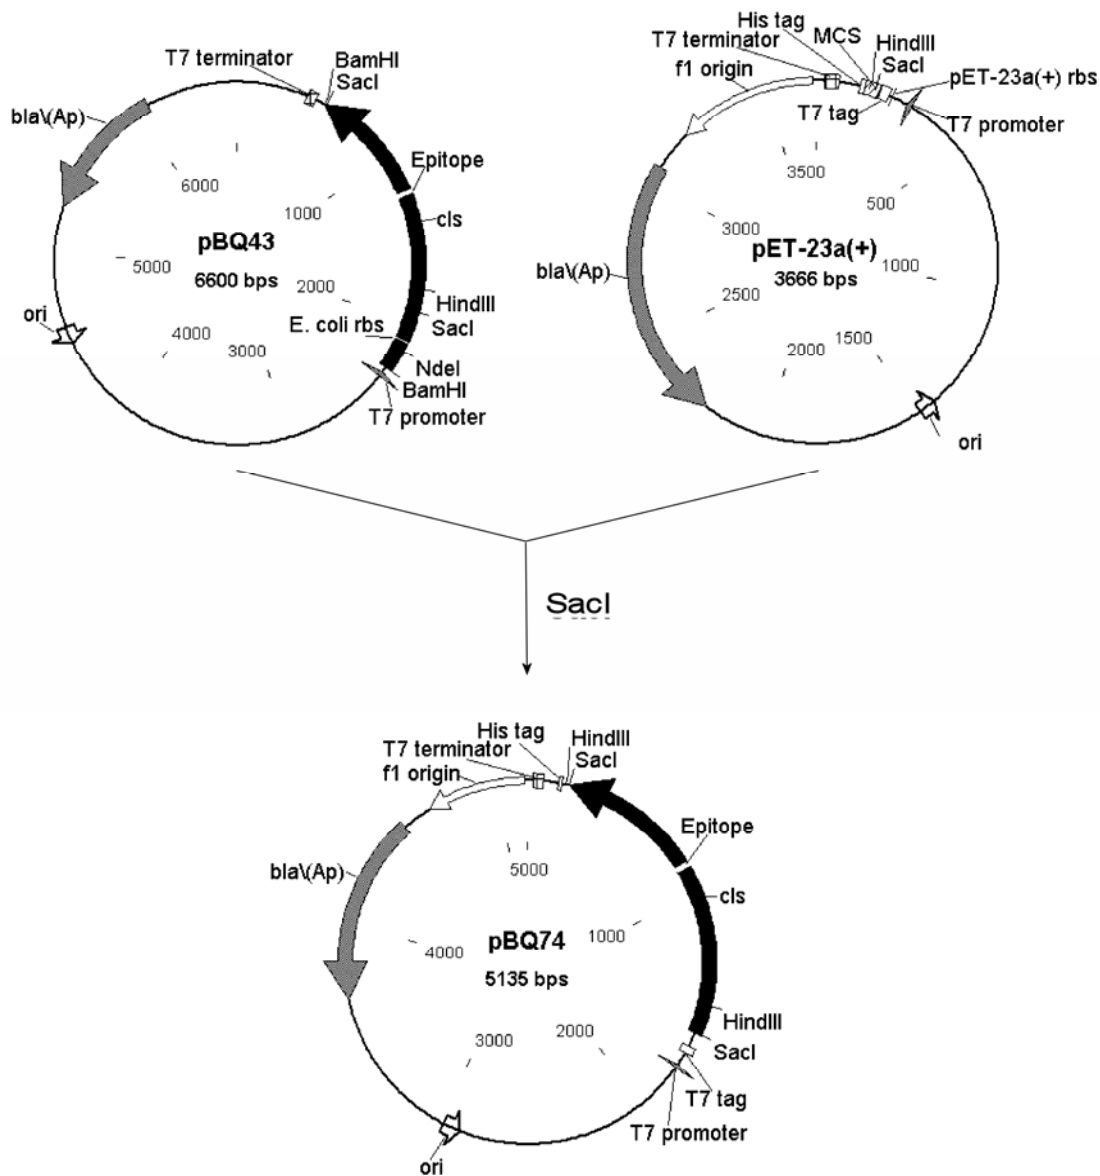 T7 terminator
BamHI
SacI
bla\(Ap)
Epitope
cls
6000
1000
pBQ43
6600 bps
5000
2000
HindIII
SacI
E. coli rbs
ori
4000
3000
NdeI
BamHI
T7 promoter
His tag
MCS
T7 terminator
HindIII
f1 origin
SacI
pET-23a(+) rbs
T7 tag
T7 promoter
3500
500
3000
pET-23a(+)
3666 bps
1000
bla\(Ap)
2500
2000
1500
ori
SacI
His tag
HindIII
T7 terminator
SacI
f1 origin
Epitope
bla\(Ap)
cls
5000
1000
4000
pBQ74
5135 bps
HindIII
3000
2000
SacI
T7 tag
T7 promoter
ori